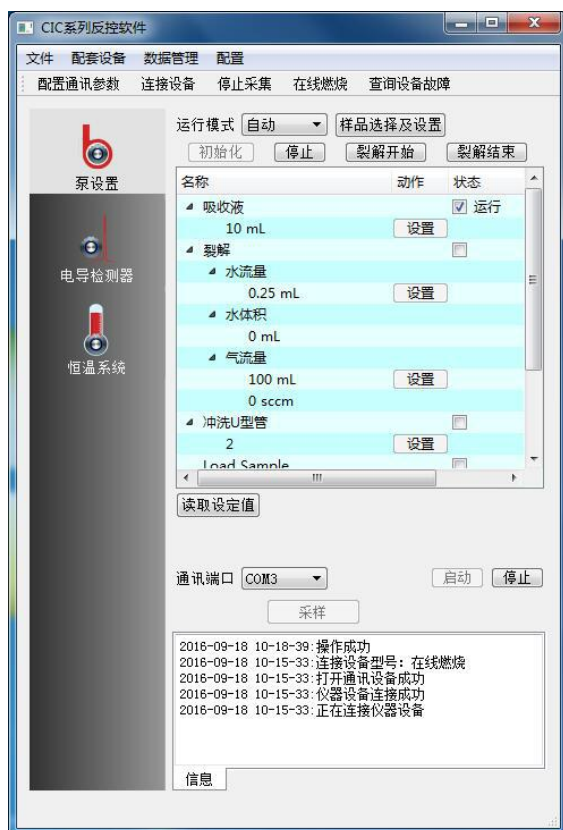 CIC系列反控软件
文件 配套设备 数据管理 配置
配置通讯参数 连接设备 停止采集 在线燃烧 查询设备故障
泵设置
电导检测器
恒温系统
运行模式 自动 样品选择及设置
初始化 停止 裂解开始 裂解结束
名称 动作 状态
吸收液 运行
10 mL 设置
裂解
水流量
0.25 mL 设置
水体积
0 mL
气流量
100 mL 设置
0 sccm
冲洗U型管
2 设置
Load Sample
读取设定值
通讯端口 COM3 启动 停止
采样
2016-09-18 10-18-39:操作成功
2016-09-18 10-15-33:连接设备型号：在线燃烧
2016-09-18 10-15-33:打开通讯设备成功
2016-09-18 10-15-33:仪器设备连接成功
2016-09-18 10-15-33:正在连接仪器设备
信息